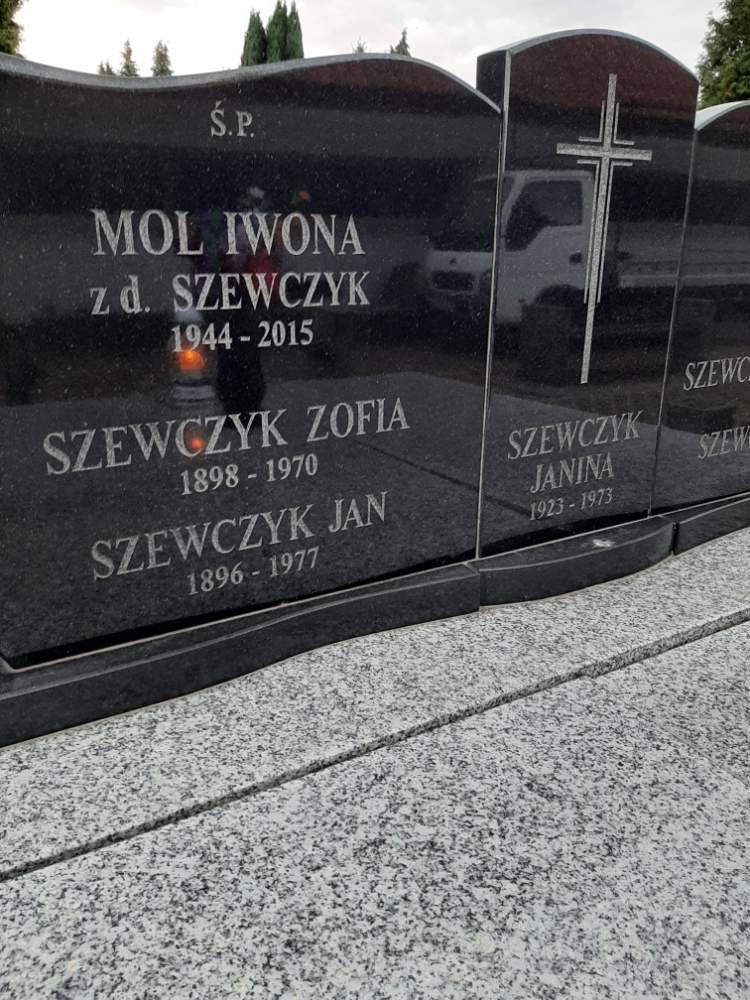 Ś.P.
MOL IWONA
z d. SZEWCZYK
1944 - 2015
SZEWCZYK ZOFIA
1898 - 1970
SZEWCZYK JAN
1896 - 1977
SZEWCZYK
JANINA
1923 - 1973